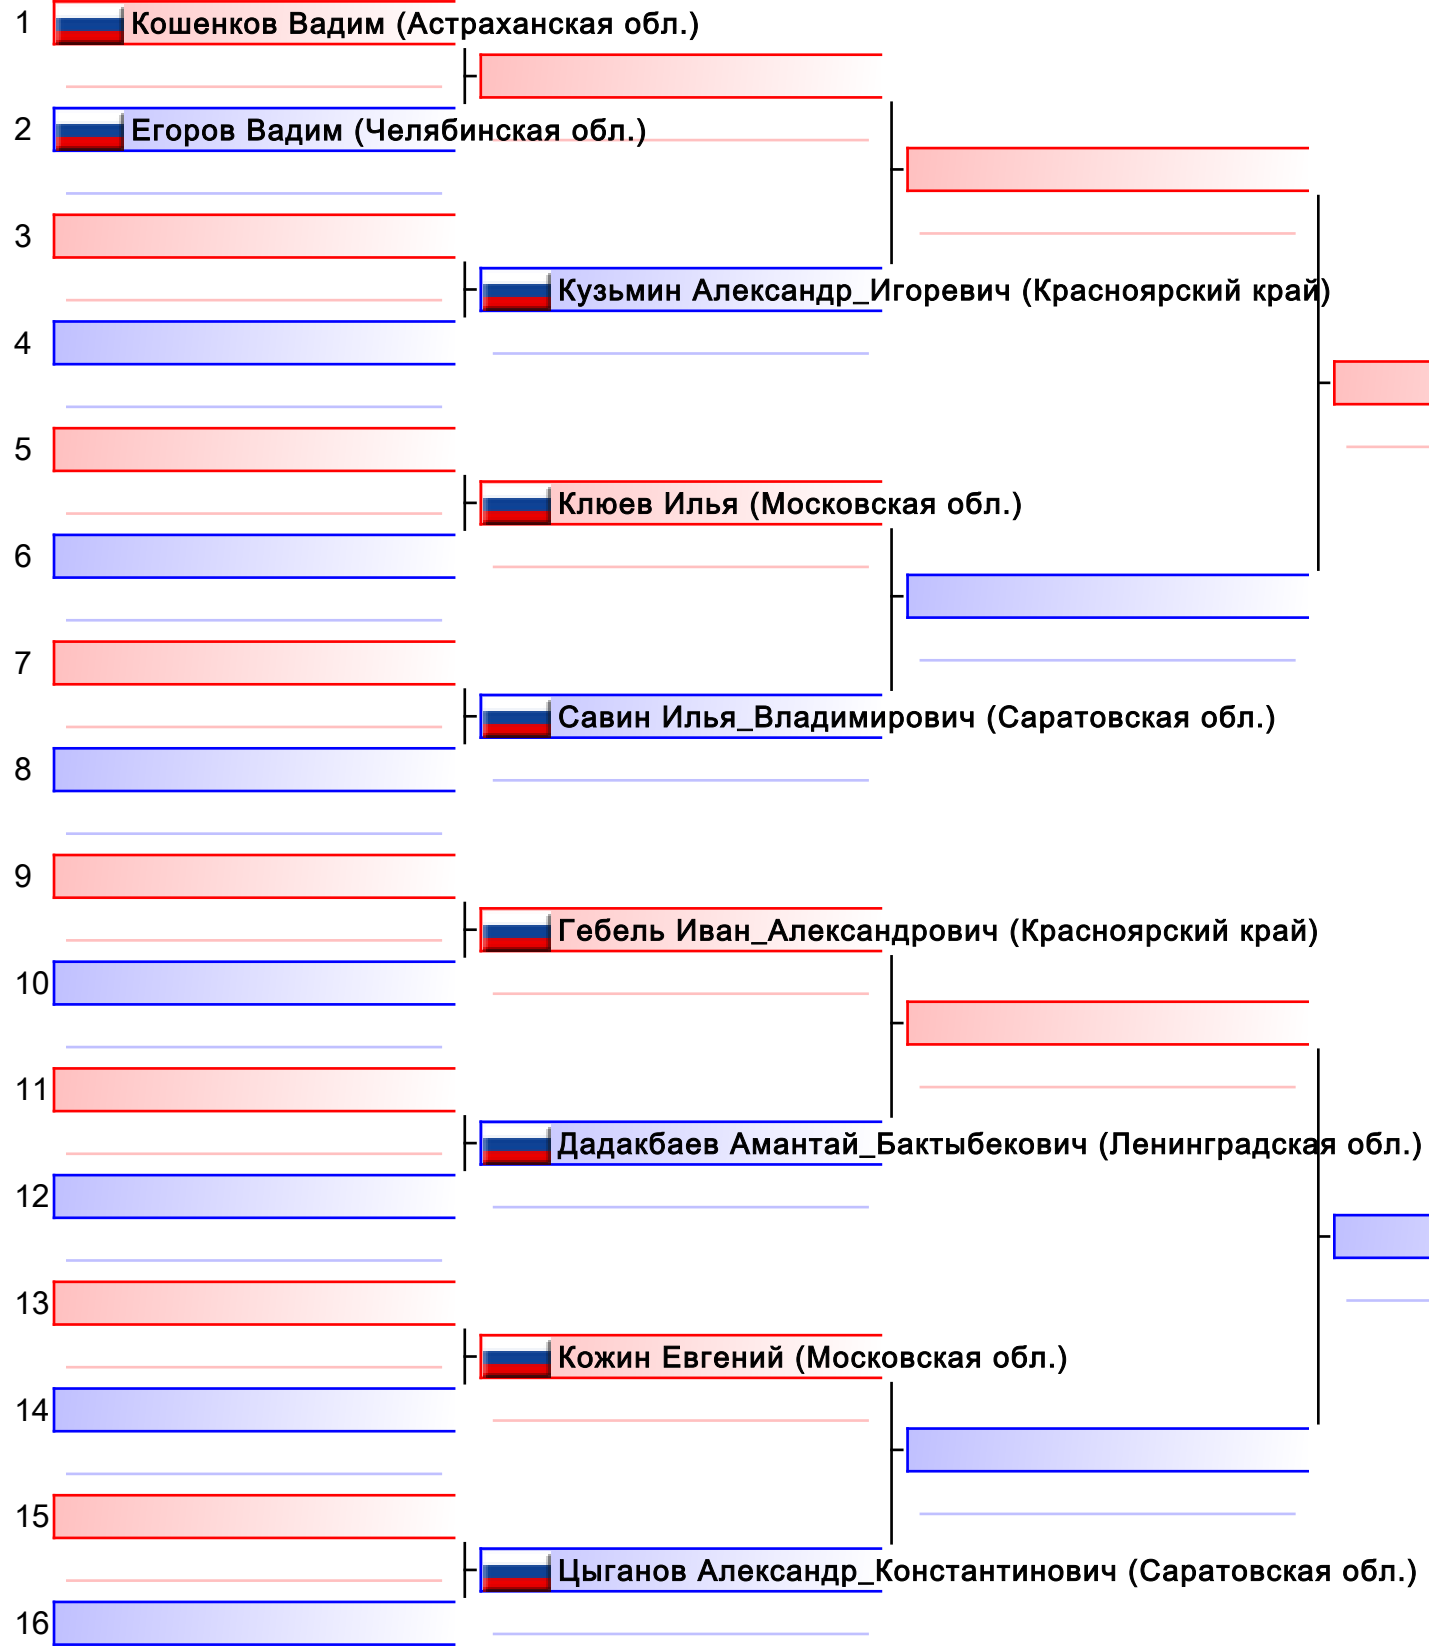 1 Кошенков Вадим (Астраханская обл.)
2 Егоров Вадим (Челябинская обл.)
3
Кузьмин Александр_Игоревич (Красноярский край)
4
5
Клюев Илья (Московская обл.)
6
7
Савин Илья_Владимирович (Саратовская обл.)
8
9
Гебель Иван_Александрович (Красноярский край)
10
11
Дадакбаев Амантай_Бактыбекович (Ленинградская обл.)
12
13
Кожин Евгений (Московская обл.)
14
15
Цыганов Александр_Константинович (Саратовская обл.)
16